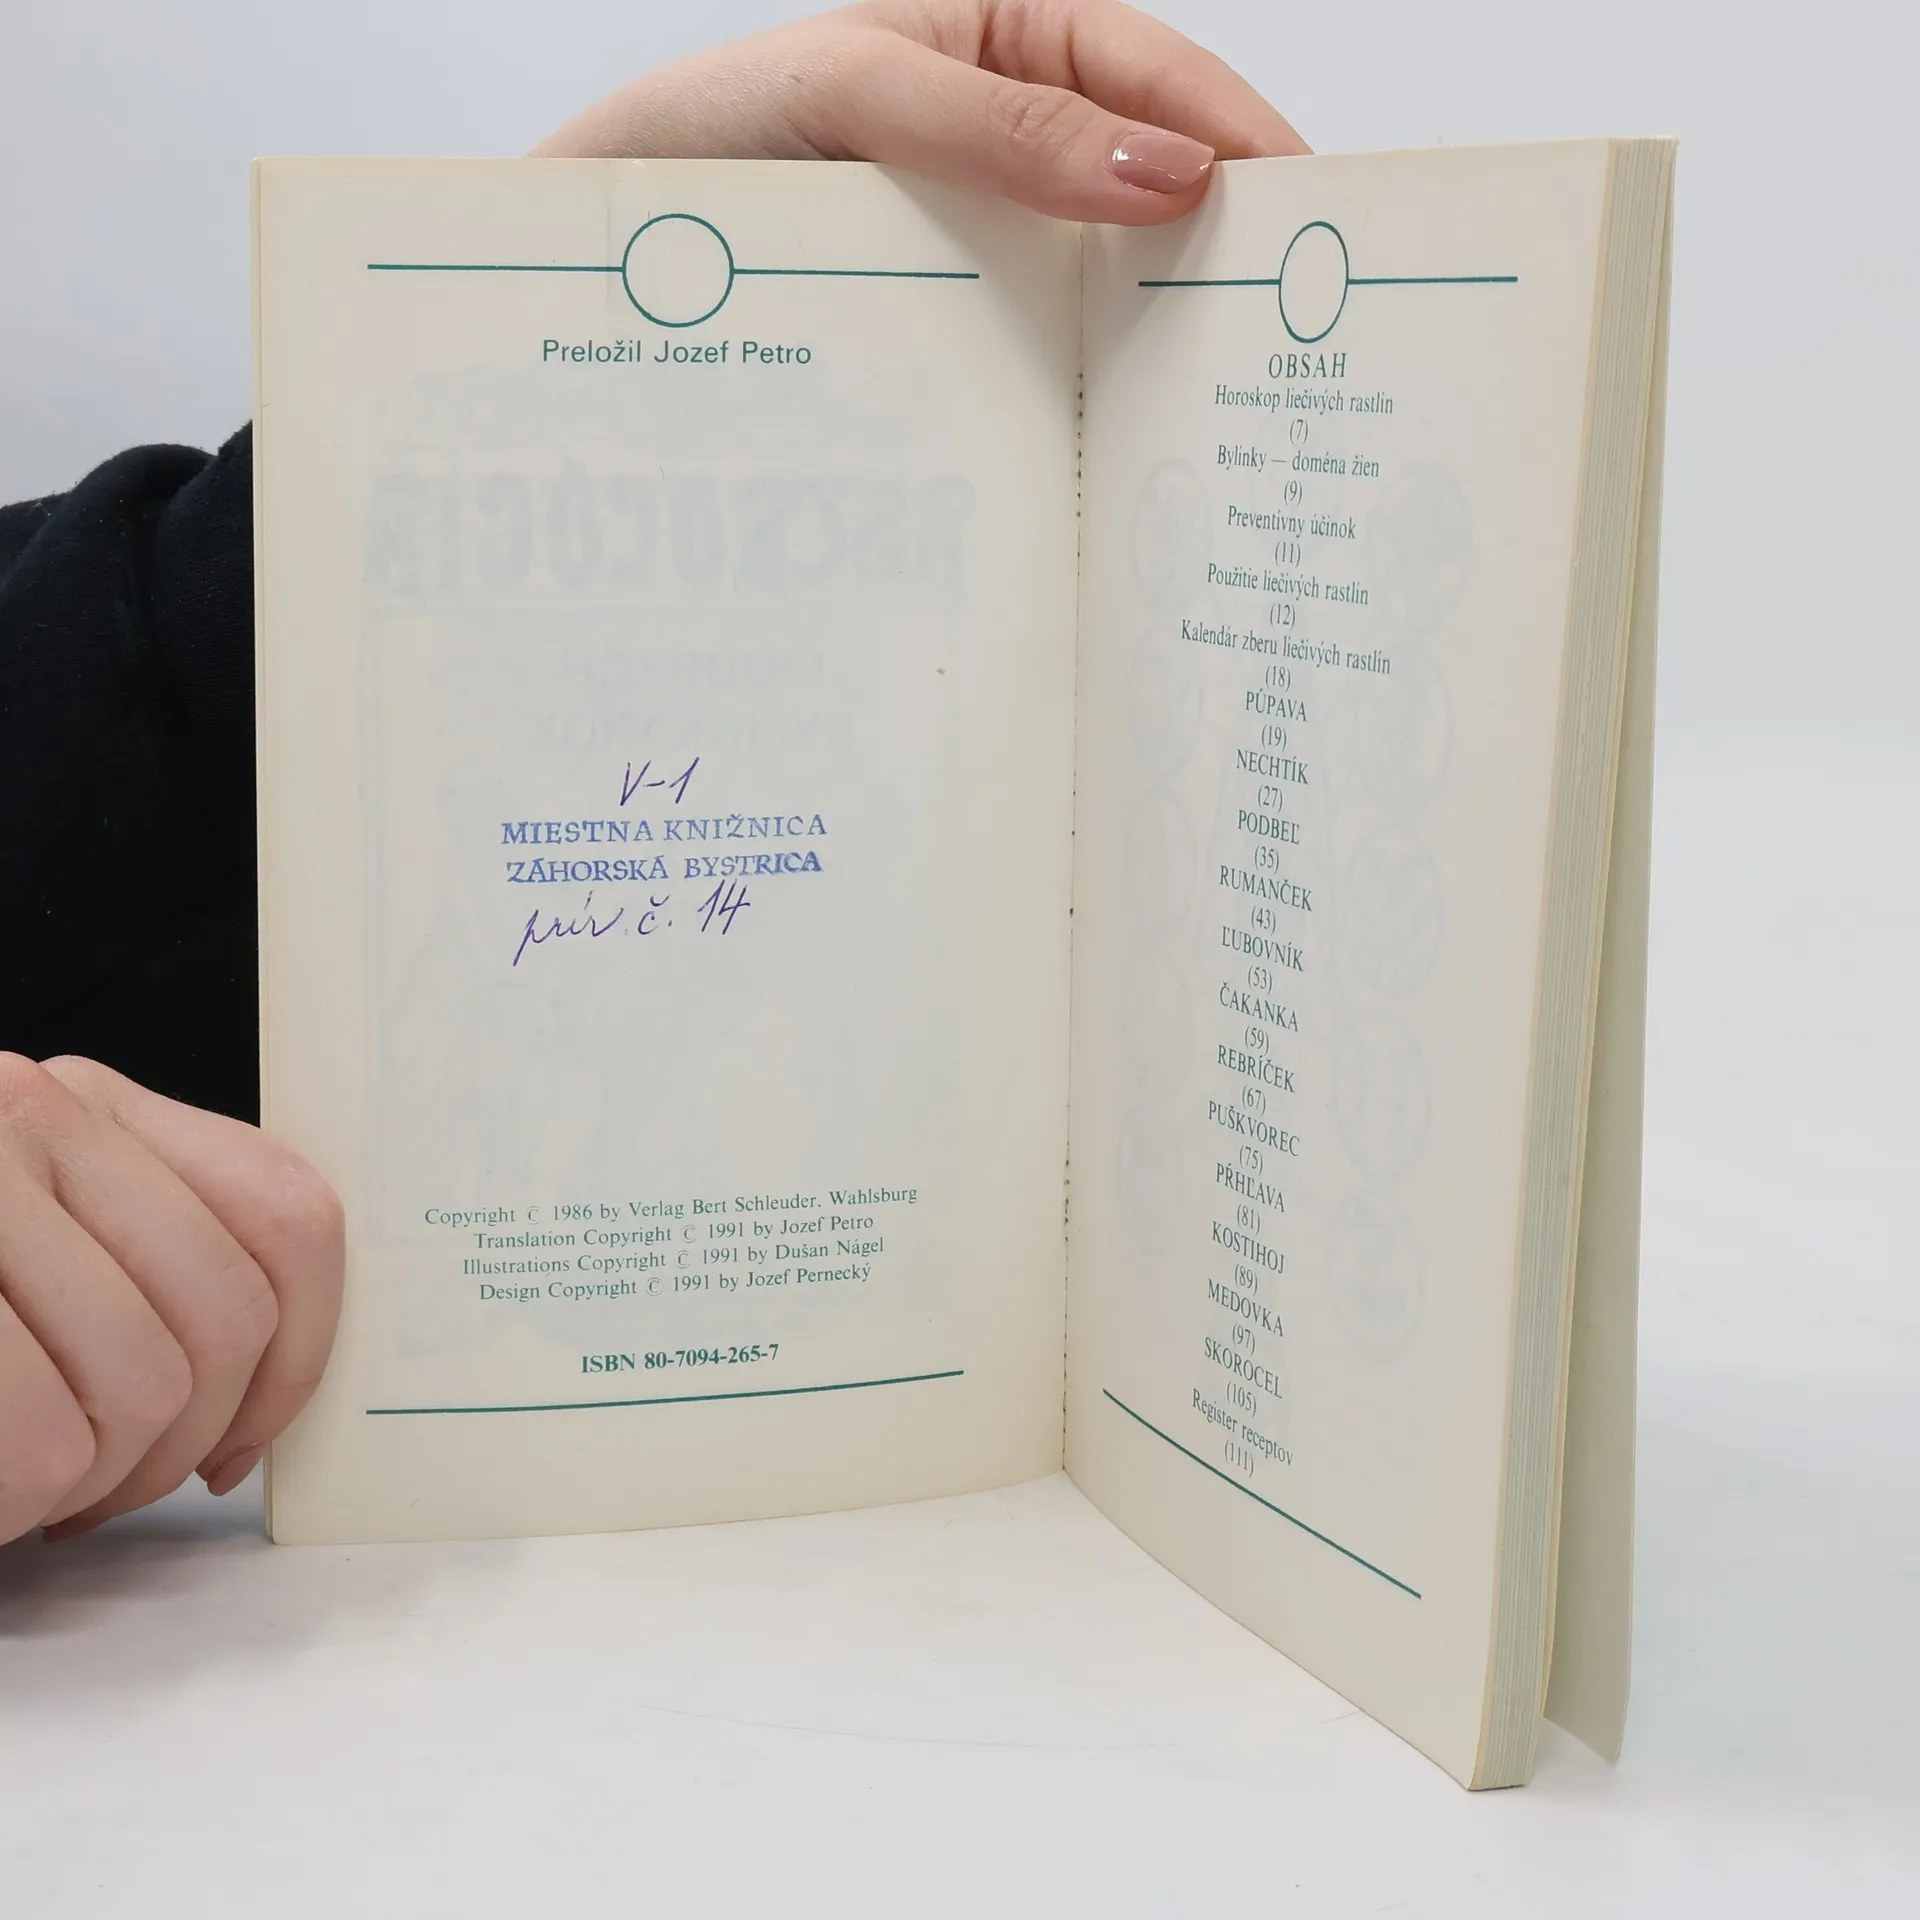 Preložil Jozef Petro
V-1
MIESTNA KNIŽNICA
ZÁHORSKÁ BYSTRICA
prír. č. 14
Copyright © 1986 by Verlag Bert Schleuder. Wahlsburg
Translation Copyright © 1991 by Jozef Petro
Illustrations Copyright © 1991 by Dušan Nágel
Design Copyright © 1991 by Jozef Pernecký
ISBN 80-7094-265-7
OBSAH
Horoskop liečivých rastlín
(7)
Bylinky — doména žien
(9)
Preventívny účinok
(11)
Použitie liečivých rastlín
(12)
Kalendár zberu liečivých rastlín
(18)
PÚPAVA
(19)
NECHTÍK
(27)
PODBEĽ
(35)
RUMANČEK
(43)
ĽUBOVNÍK
(53)
ČAKANKA
(59)
REBRÍČEK
(67)
PUŠKVOREC
(75)
PŔHĽAVA
(81)
KOSTIHOJ
(89)
MEDOVKA
(97)
SKOROCEL
(105)
Register receptov
(111)